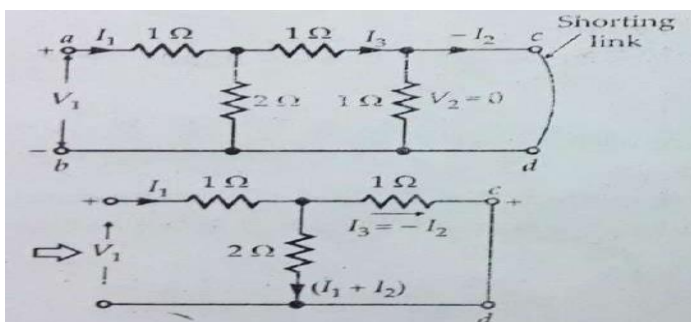 Shorting
link
a I₁ 1 Ω 1 Ω I₃ −I₂ c
+
V₁ 2 Ω 1 Ω V₂ = 0
−
b d
+ I₁ 1 Ω 1 Ω c +
I₃ = − I₂
⇨ V₁ 2 Ω
(I₁ + I₂)
d